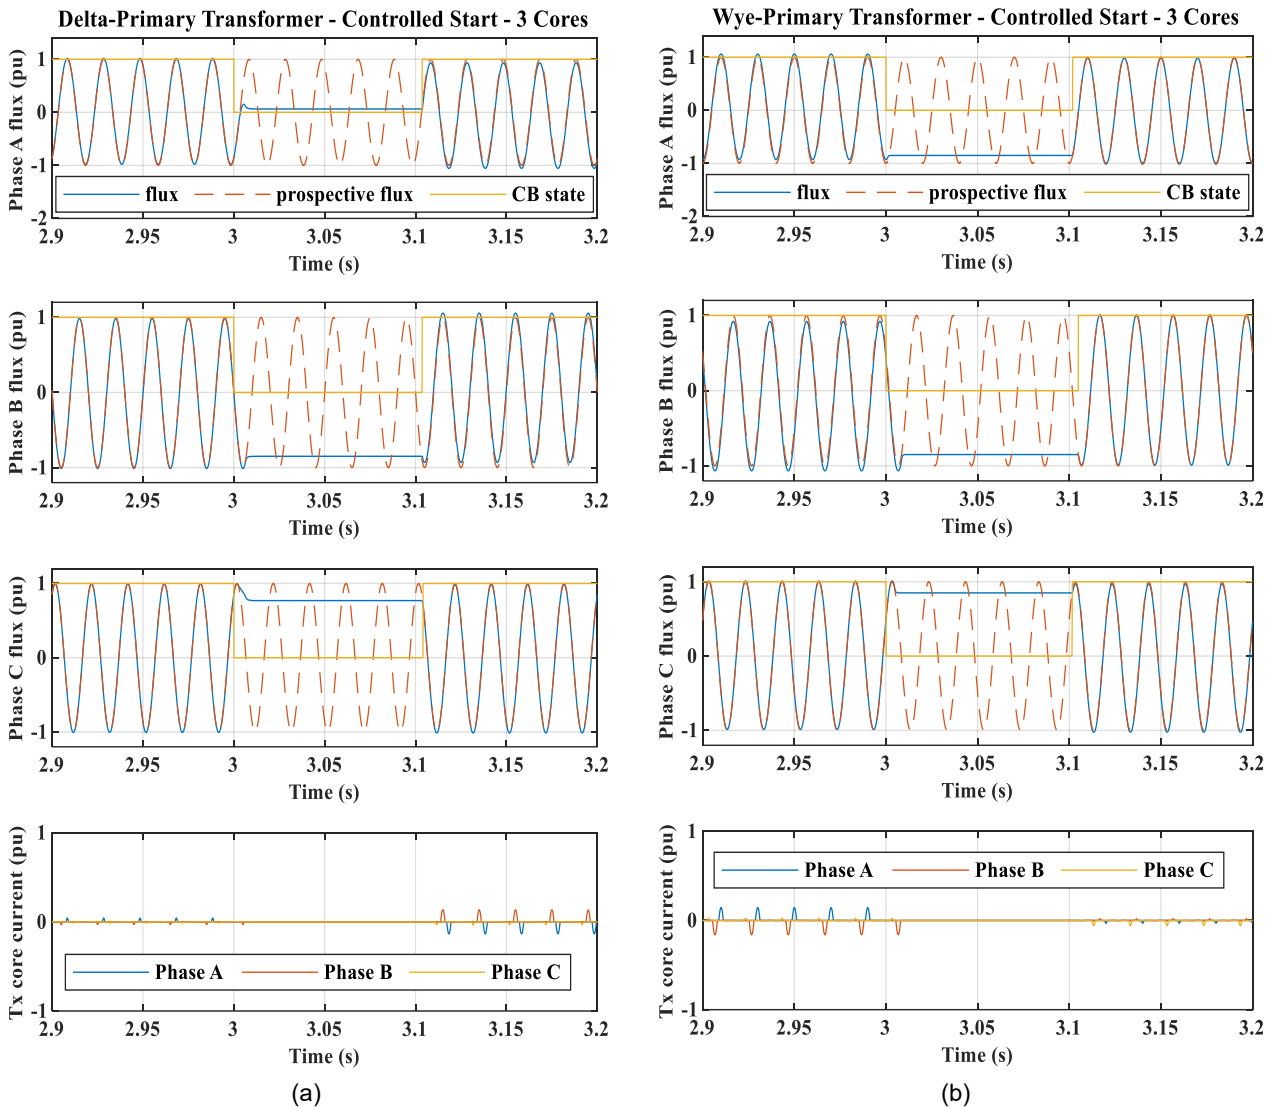 Delta-Primary Transformer - Controlled Start - 3 Cores
Phase A flux (pu)
1
0
-1
-2
flux prospective flux CB state
2.9 2.95 3 3.05 3.1 3.15 3.2
Time (s)
Phase B flux (pu)
1
0
-1
2.9 2.95 3 3.05 3.1 3.15 3.2
Time (s)
Phase C flux (pu)
1
0
-1
2.9 2.95 3 3.05 3.1 3.15 3.2
Time (s)
Tx core current (pu)
1
0
-1
Phase A Phase B Phase C
2.9 2.95 3 3.05 3.1 3.15 3.2
Time (s)
(a)
Wye-Primary Transformer - Controlled Start - 3 Cores
Phase A flux (pu)
1
0
-1
-2
flux prospective flux CB state
2.9 2.95 3 3.05 3.1 3.15 3.2
Time (s)
Phase B flux (pu)
1
0
-1
2.9 2.95 3 3.05 3.1 3.15 3.2
Time (s)
Phase C flux (pu)
1
0
-1
2.9 2.95 3 3.05 3.1 3.15 3.2
Time (s)
Tx core current (pu)
1
0
-1
Phase A Phase B Phase C
2.9 2.95 3 3.05 3.1 3.15 3.2
Time (s)
(b)